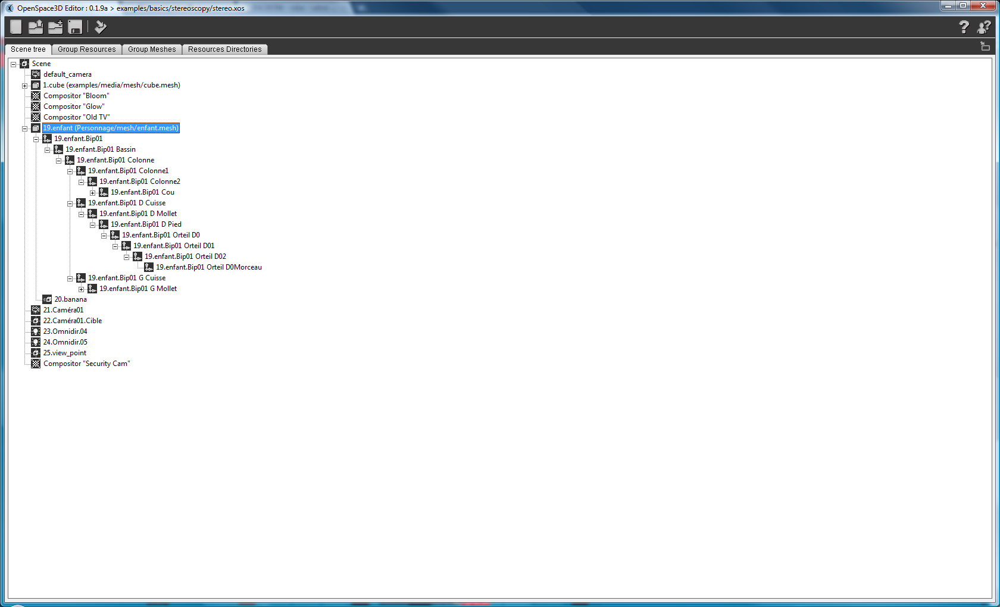 OpenSpace3D Editor : 0.1.9a > examples/basics/stereoscopy/stereo.xos
Scene tree Group Resources Group Meshes Resources Directories
Scene
default_camera
1.cube (examples/media/mesh/cube.mesh)
Compositor "Bloom"
Compositor "Glow"
Compositor "Old TV"
19.enfant (Personnage/mesh/enfant.mesh)
19.enfant.Bip01
19.enfant.Bip01 Bassin
19.enfant.Bip01 Colonne
19.enfant.Bip01 Colonne1
19.enfant.Bip01 Colonne2
19.enfant.Bip01 Cou
19.enfant.Bip01 D Cuisse
19.enfant.Bip01 D Mollet
19.enfant.Bip01 D Pied
19.enfant.Bip01 Orteil D0
19.enfant.Bip01 Orteil D01
19.enfant.Bip01 Orteil D02
19.enfant.Bip01 Orteil D0Morceau
19.enfant.Bip01 G Cuisse
19.enfant.Bip01 G Mollet
20.banana
21.Caméra01
22.Caméra01.Cible
23.Omnidir.04
24.Omnidir.05
25.view_point
Compositor "Security Cam"